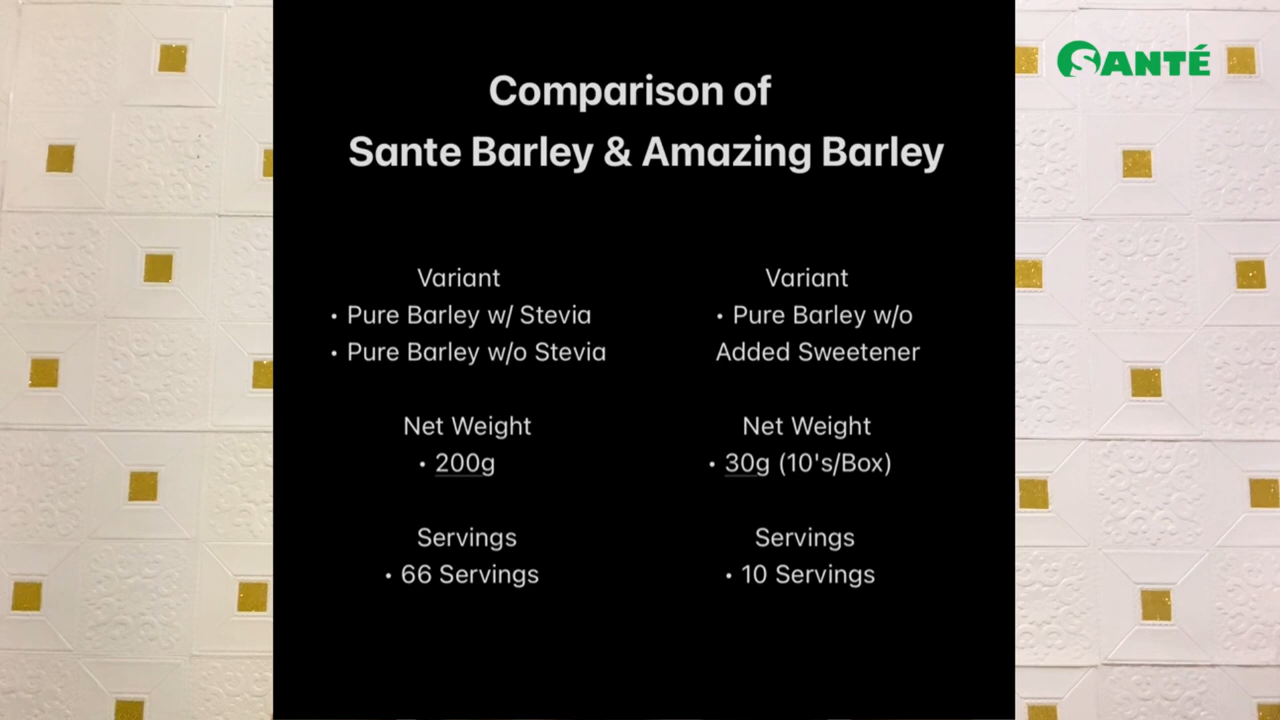 SANTÉ
Comparison of
Sante Barley & Amazing Barley
Variant
• Pure Barley w/ Stevia
• Pure Barley w/o Stevia
Net Weight
• 200g
Servings
• 66 Servings
Variant
• Pure Barley w/o
Added Sweetener
Net Weight
• 30g (10's/Box)
Servings
• 10 Servings